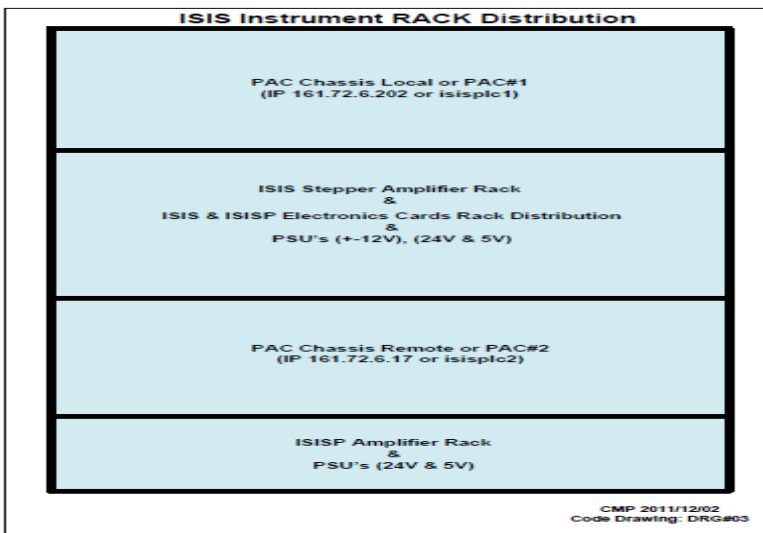 ISIS Instrument RACK Distribution
PAC Chassis Local or PAC#1
(IP 161.72.6.202 or isisplc1)
ISIS Stepper Amplifier Rack
&
ISIS & ISISP Electronics Cards Rack Distribution
&
PSU's (+-12V), (24V & 5V)
PAC Chassis Remote or PAC#2
(IP 161.72.6.17 or isisplc2)
ISISP Amplifier Rack
&
PSU's (24V & 5V)
CMP 2011/12/02
Code Drawing: DRG#03